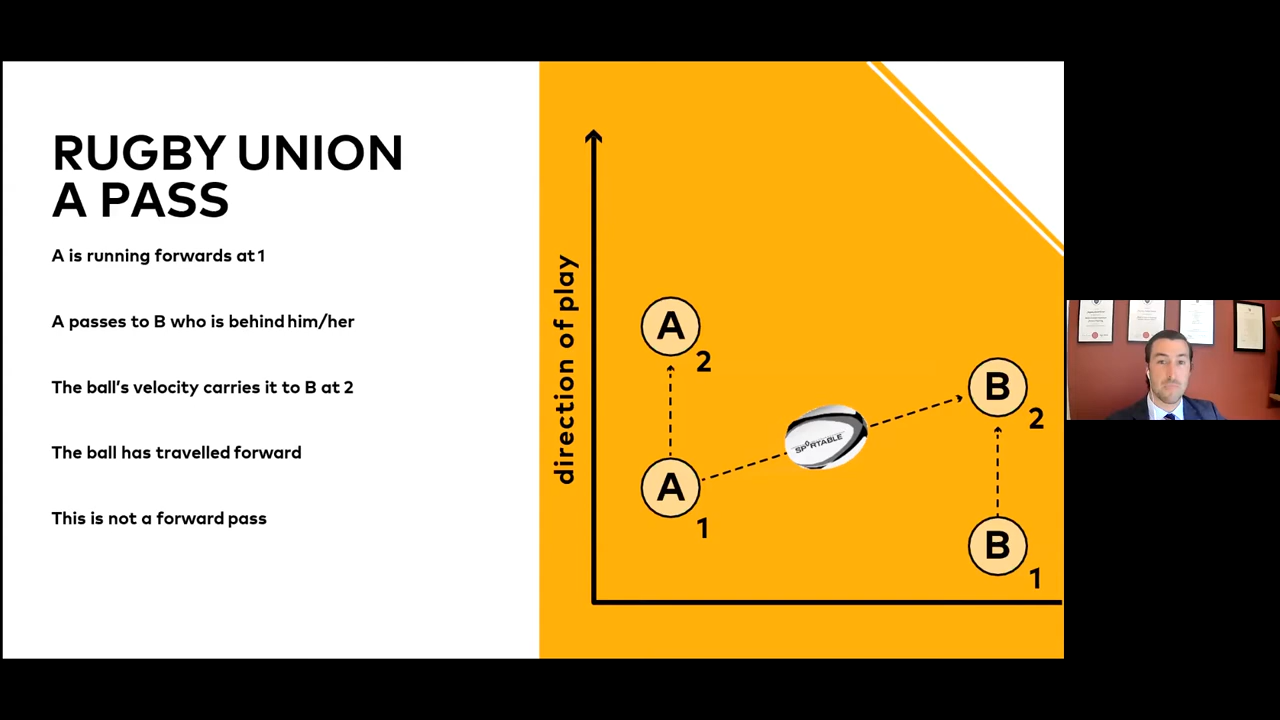 RUGBY UNION
A PASS
A is running forwards at 1
A passes to B who is behind him/her
The ball's velocity carries it to B at 2
The ball has travelled forward
This is not a forward pass
direction of play
A
2
B
2
SPORTABLE
A
1
B
1